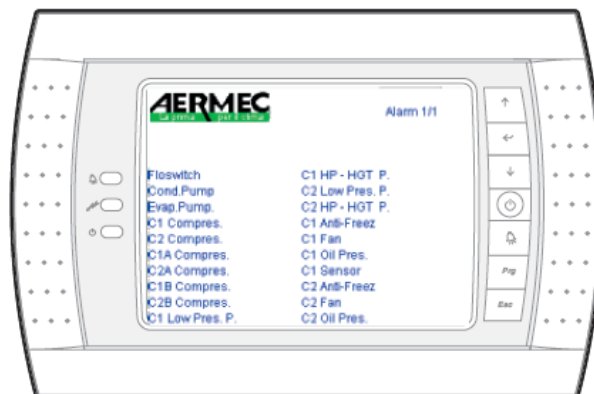 AERMEC
La prima per il clima
Alarm 1/1
Floswitch
Cond.Pump
Evap.Pump.
C1 Compres.
C2 Compres.
C1A Compres.
C2A Compres.
C1B Compres.
C2B Compres.
C1 Low Pres. P.
C1 HP - HGT P.
C2 Low Pres. P.
C2 HP - HGT P.
C1 Anti-Freez
C1 Fan
C1 Oil Pres.
C1 Sensor
C2 Anti-Freez
C2 Fan
C2 Oil Pres.
Prg
Esc